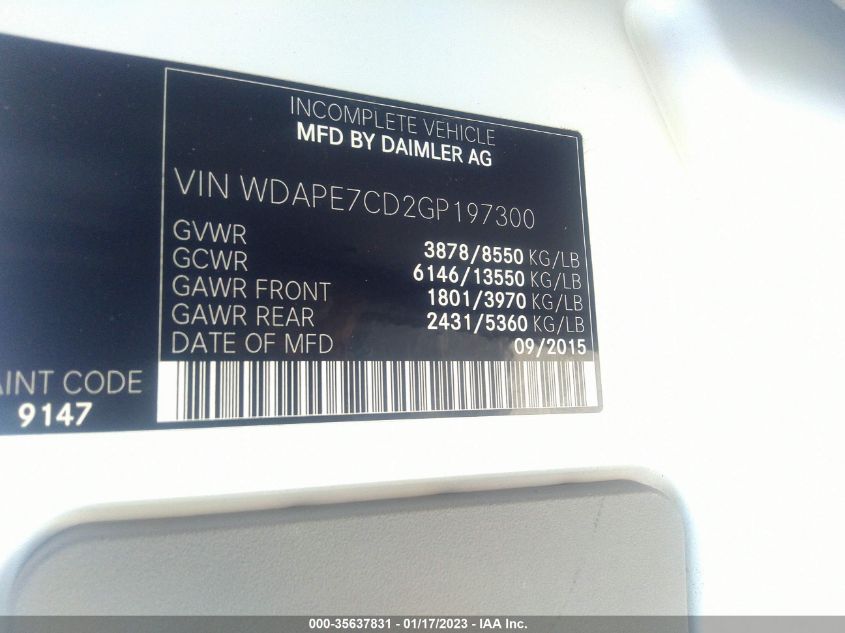 INCOMPLETE VEHICLE
MFD BY DAIMLER AG
VIN WDAPE7CD2GP197300
GVWR 3878/8550 KG/LB
GCWR 6146/13550 KG/LB
GAWR FRONT 1801/3970 KG/LB
GAWR REAR 2431/5360 KG/LB
DATE OF MFD 09/2015
AINT CODE
9147
000-35637831 - 01/17/2023 - IAA Inc.